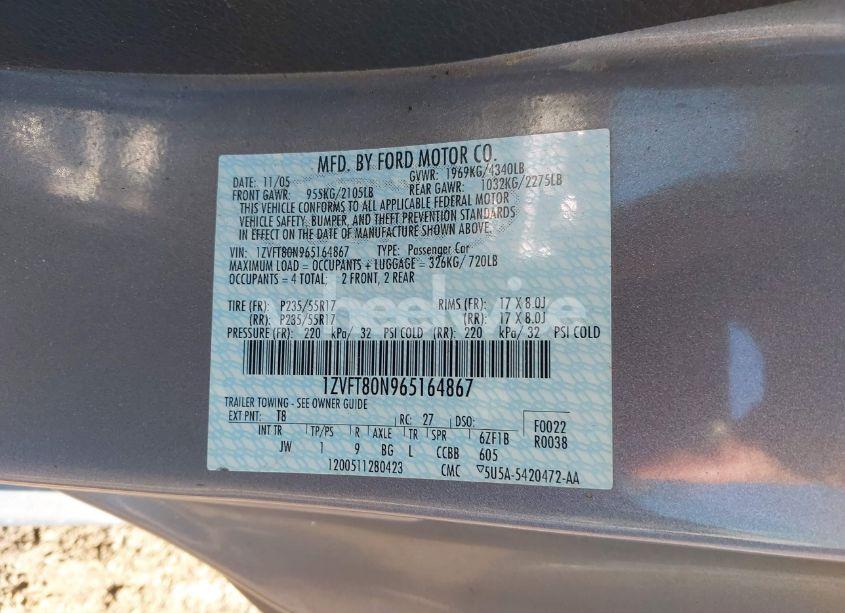 MFD. BY FORD MOTOR CO.
DATE: 11/05 GVWR: 1969KG/4340LB
FRONT GAWR: 955KG/2105LB REAR GAWR: 1032KG/2275LB
THIS VEHICLE CONFORMS TO ALL APPLICABLE FEDERAL MOTOR
VEHICLE SAFETY, BUMPER, AND THEFT PREVENTION STANDARDS
IN EFFECT ON THE DATE OF MANUFACTURE SHOWN ABOVE.
VIN: 1ZVFT80N965164867 TYPE: Passenger Car
MAXIMUM LOAD = OCCUPANTS + LUGGAGE = 326KG/ 720LB
OCCUPANTS = 4 TOTAL: 2 FRONT, 2 REAR
TIRE (FR): P235/55R17 RIMS (FR): 17 X 8.0J
(RR): P235/55R17 (RR): 17 X 8.0J
PRESSURE (FR): 220 kPa/ 32 PSI COLD (RR): 220 kPa/ 32 PSI COLD
1ZVFT80N965164867
TRAILER TOWING - SEE OWNER GUIDE
EXT PNT: T8 RC: 27 DSO: F0022
INT TR TP/PS R AXLE TR SPR 6ZF1B R0038
JW 1 9 BG L CCBB 605
1200511280423 CMC ▽5U5A-5420472-AA